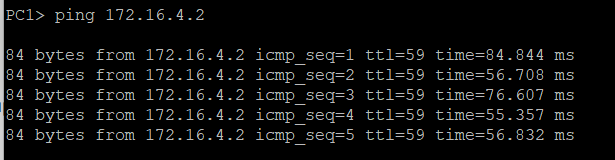 PC1> ping 172.16.4.2
84 bytes from 172.16.4.2 icmp_seq=1 ttl=59 time=84.844 ms
84 bytes from 172.16.4.2 icmp_seq=2 ttl=59 time=56.708 ms
84 bytes from 172.16.4.2 icmp_seq=3 ttl=59 time=76.607 ms
84 bytes from 172.16.4.2 icmp_seq=4 ttl=59 time=55.357 ms
84 bytes from 172.16.4.2 icmp_seq=5 ttl=59 time=56.832 ms